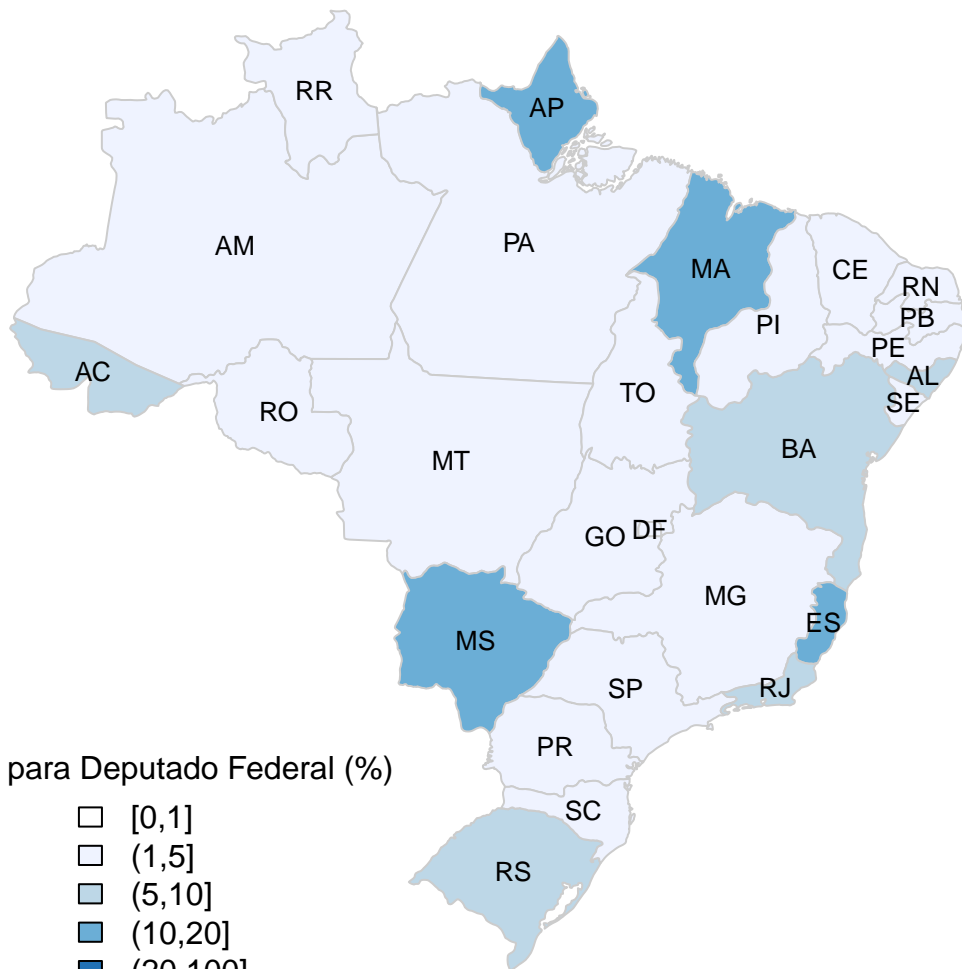 RR
AP
AM
PA
MA
CE
RN
PB
PI
PE
AC
AL
TO
SE
RO
BA
MT
GO
DF
MG
ES
MS
SP
RJ
PR
para Deputado Federal (%)
SC
[0,1]
(1,5]
RS
(5,10]
(10,20]
(20,100]